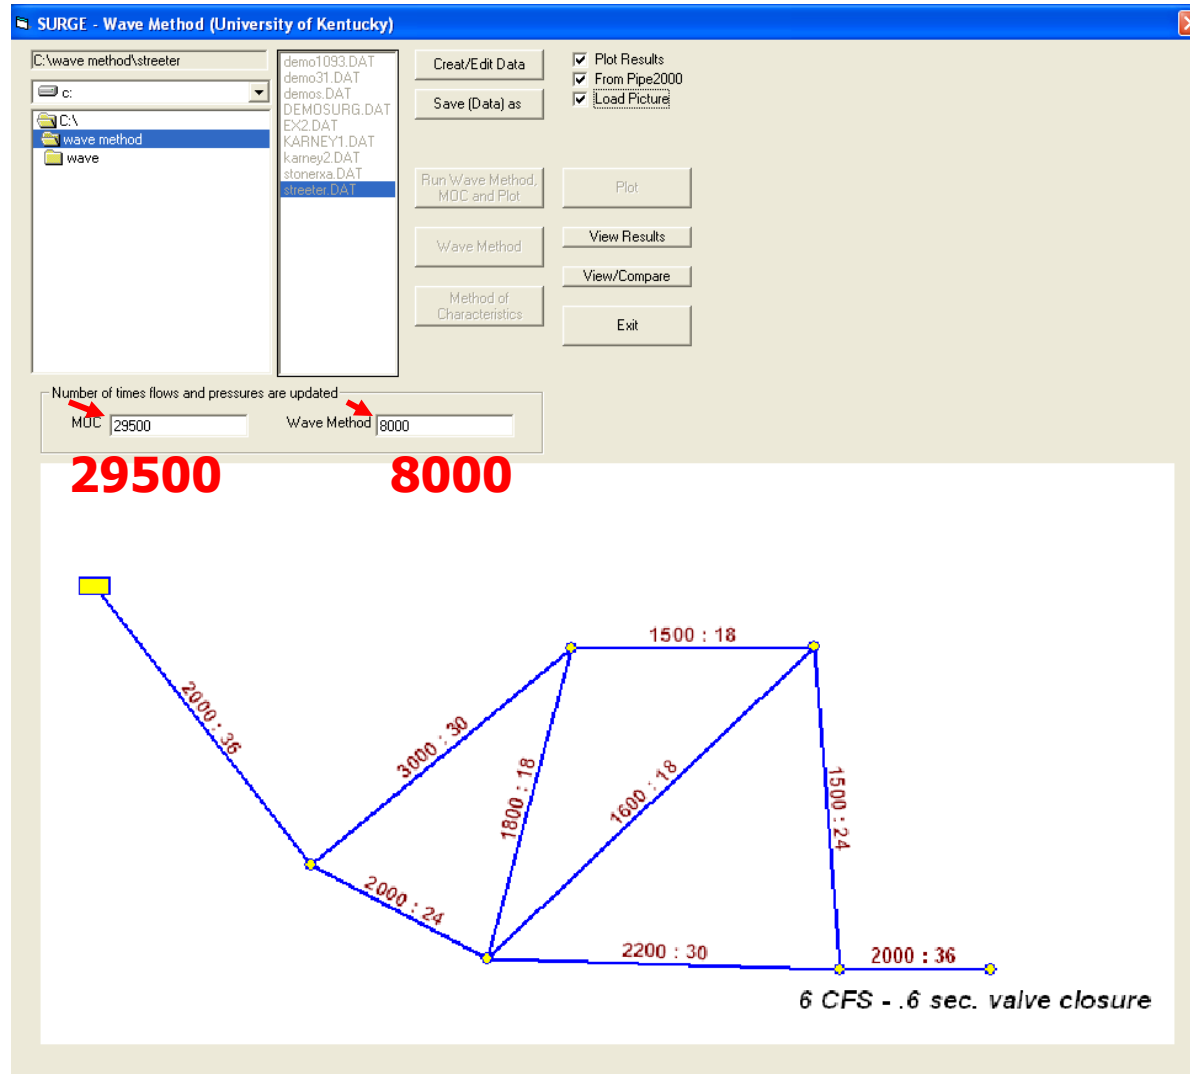 SURGE - Wave Method (University of Kentucky)
C:\wave method\streeter
c:
C:\
wave method
wave
demo1093.DAT
demo31.DAT
demos.DAT
DEMOSURG.DAT
EX2.DAT
KARNEY1.DAT
karney2.DAT
stonerxa.DAT
streeter.DAT
Creat/Edit Data
Save (Data) as
Run Wave Method,
MOC and Plot
Wave Method
Method of
Characteristics
Plot Results
From Pipe2000
Load Picture
Plot
View Results
View/Compare
Exit
Number of times flows and pressures are updated
MOC 29500 Wave Method 8000
29500 8000
1500 : 18
2000 : 36
3000 : 30
1800 : 18
1600 : 18
1500 : 24
2000 : 24
2200 : 30
2000 : 36
6 CFS - .6 sec. valve closure